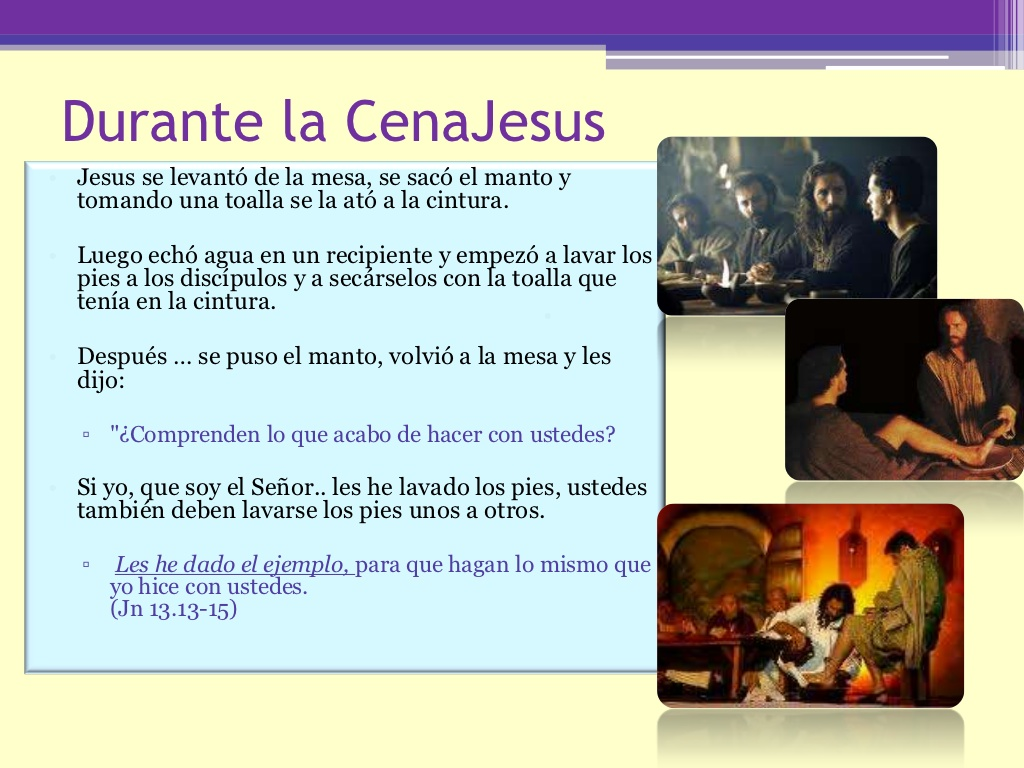 Durante la CenaJesus
Jesus se levantó de la mesa, se sacó el manto y
tomando una toalla se la ató a la cintura.
Luego echó agua en un recipiente y empezó a lavar los
pies a los discípulos y a secárselos con la toalla que
tenía en la cintura.
Después ... se puso el manto, volvió a la mesa y les
dijo:
"¿Comprenden lo que acabo de hacer con ustedes?
Si yo, que soy el Señor.. les he lavado los pies, ustedes
también deben lavarse los pies unos a otros.
Les he dado el ejemplo, para que hagan lo mismo que
yo hice con ustedes.
(Jn 13.13-15)